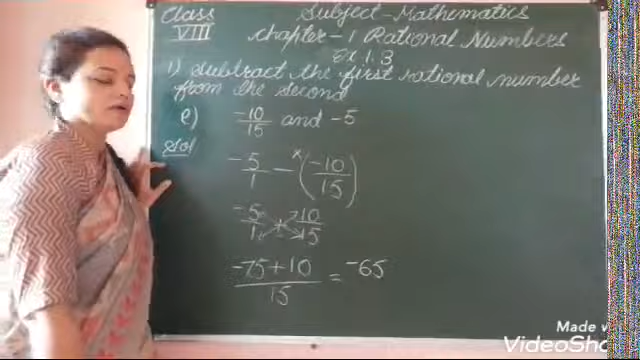 Class Subject-Mathematics
VIII Chapter-1 Rational Numbers
Ex 1.3
1) Subtract the first rational number
from the second
e) -10/15 and -5
Sol
-5/1 - (-10/15)
-5/1 + 10/15
-75+10/15 = -65
Made w
VideoSho